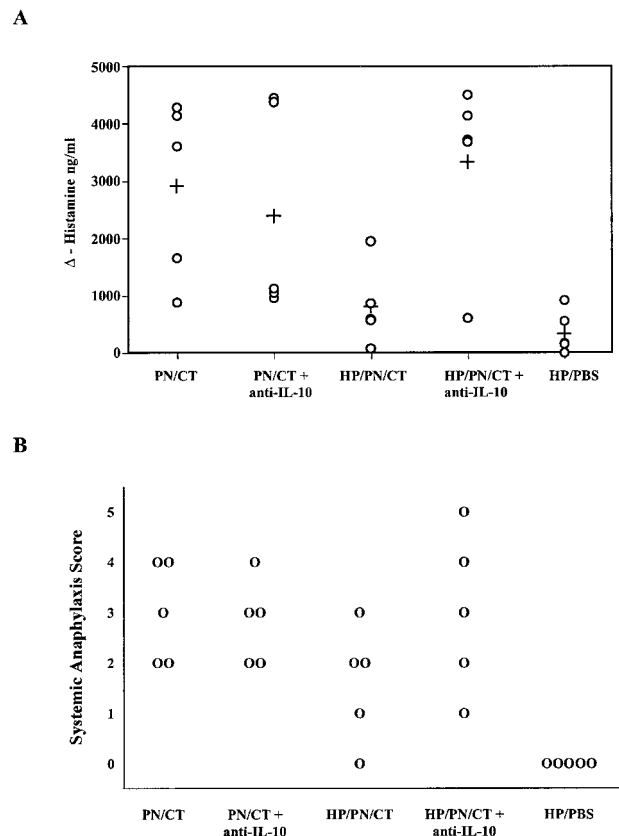 A
5000
4000
3000
2000
1000
0
Δ - Histamine ng/ml
PN/CT
PN/CT +
anti-IL-10
HP/PN/CT
HP/PN/CT +
anti-IL-10
HP/PBS
B
5
4
3
2
1
0
Systemic Anaphylaxis Score
PN/CT
PN/CT +
anti-IL-10
HP/PN/CT
HP/PN/CT +
anti-IL-10
HP/PBS